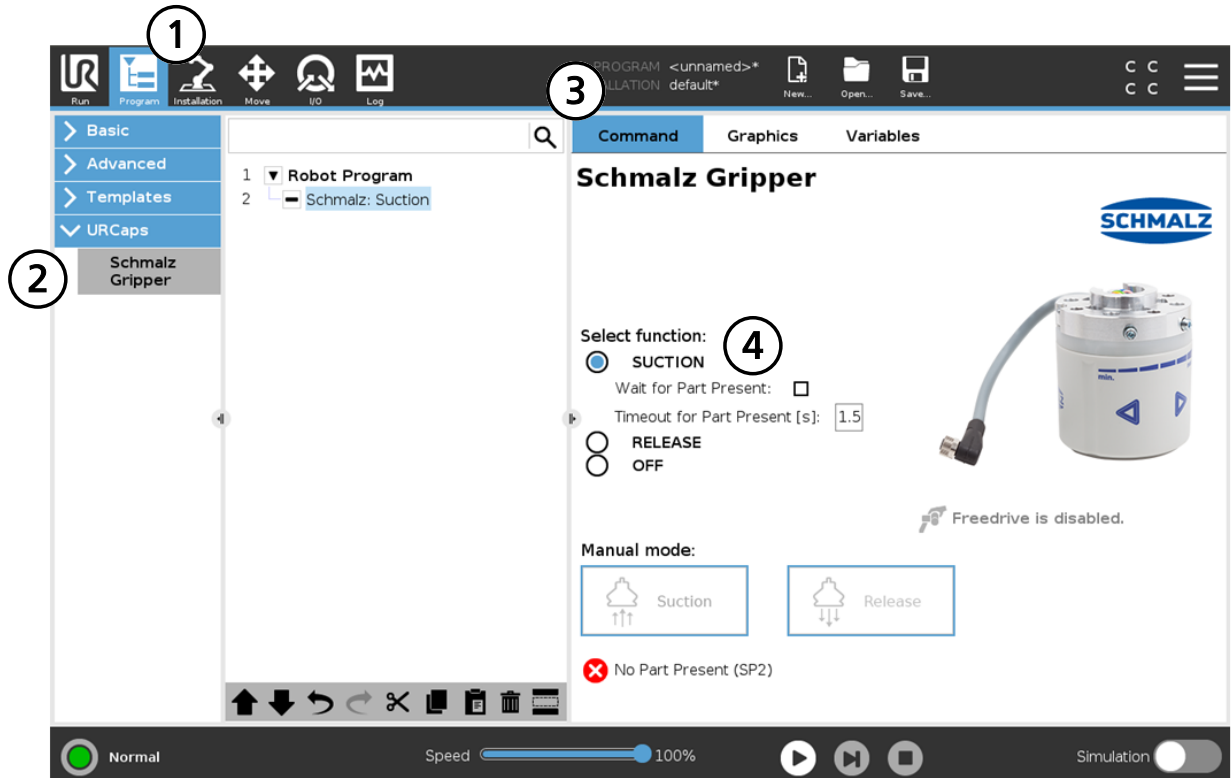 1
Run
Program
Installation
Move
I/O
Log
3
PROGRAM <unnamed>*
ALLATION default*
New...
Open...
Save...
C C
C C
Basic
Advanced
Templates
URCaps
2
Schmalz
Gripper
1 Robot Program
2 Schmalz: Suction
Command
Graphics
Variables
Schmalz Gripper
SCHMALZ
Select function:
4
SUCTION
Wait for Part Present:
Timeout for Part Present [s]: 1.5
RELEASE
OFF
min.
Freedrive is disabled.
Manual mode:
Suction
Release
No Part Present (SP2)
Normal
Speed
100%
Simulation